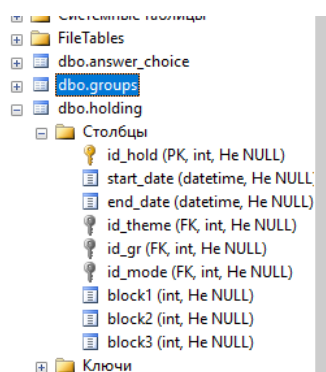 Системные таблицы
FileTables
dbo.answer_choice
dbo.groups
dbo.holding
Столбцы
id_hold (PK, int, Не NULL)
start_date (datetime, Не NULL
end_date (datetime, Не NULL)
id_theme (FK, int, Не NULL)
id_gr (FK, int, Не NULL)
id_mode (FK, int, Не NULL)
block1 (int, Не NULL)
block2 (int, Не NULL)
block3 (int, Не NULL)
Ключи